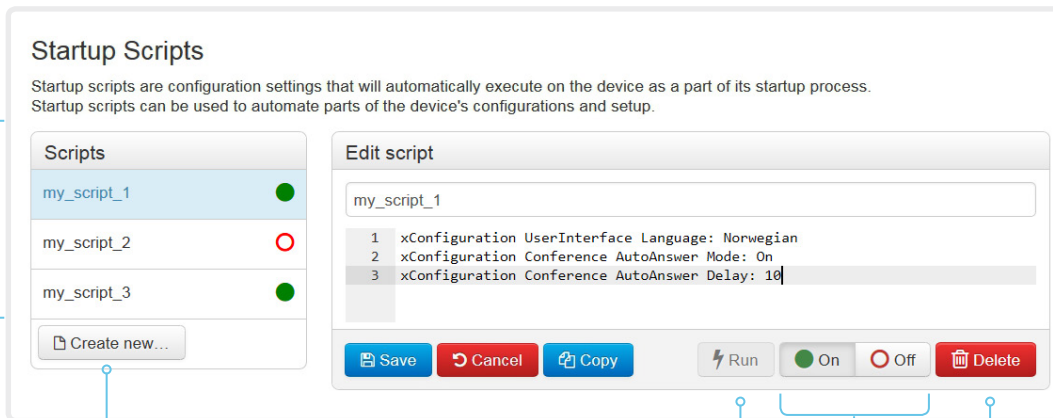 Startup Scripts
Startup scripts are configuration settings that will automatically execute on the device as a part of its startup process.
Startup scripts can be used to automate parts of the device's configurations and setup.
Scripts
my_script_1
my_script_2
my_script_3
Create new...
Edit script
my_script_1
1 xConfiguration UserInterface Language: Norwegian
2 xConfiguration Conference AutoAnswer Mode: On
3 xConfiguration Conference AutoAnswer Delay: 10
Save Cancel Copy Run On Off Delete